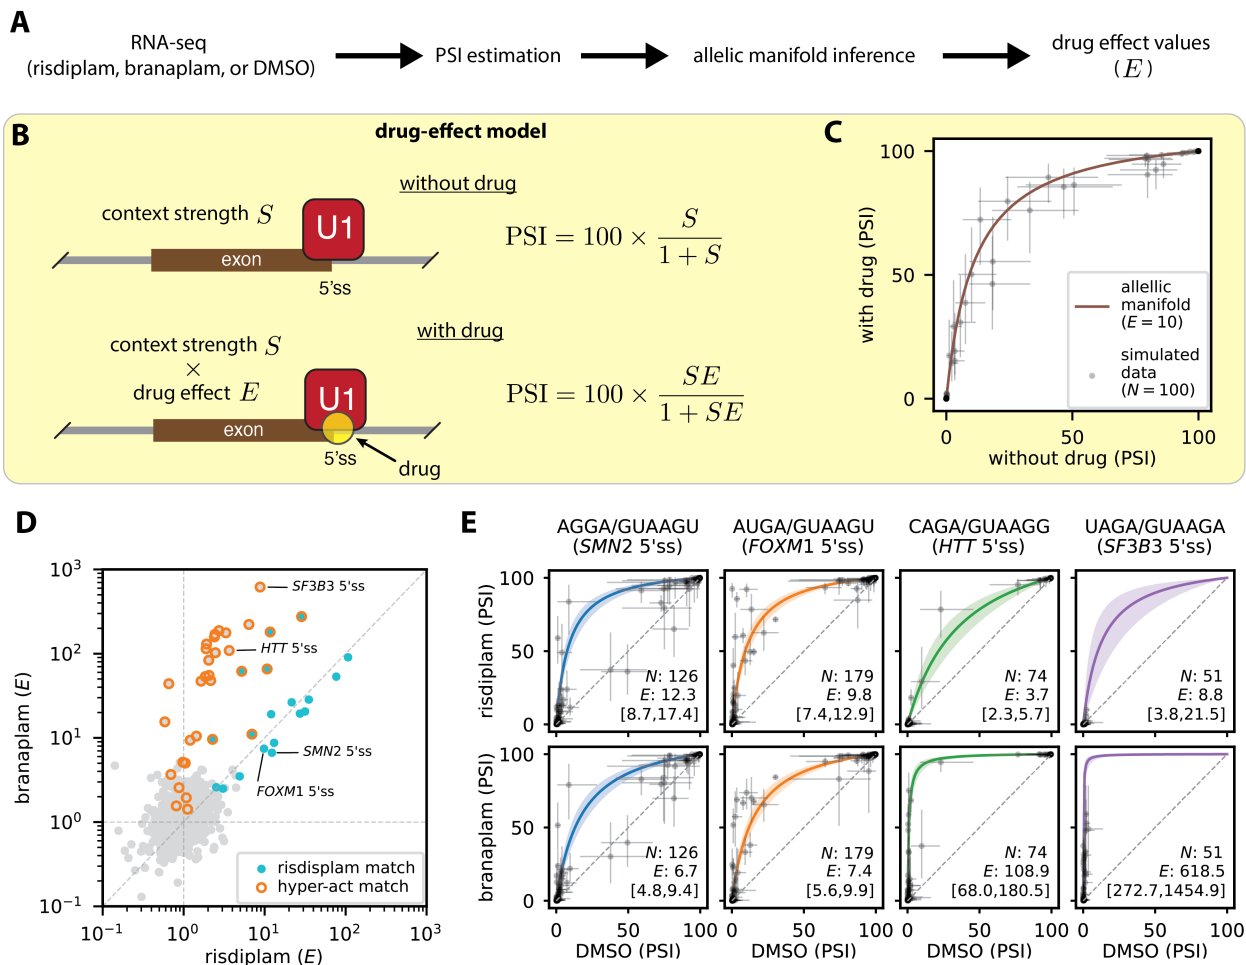 A
RNA-seq
(risdiplam, branaplam, or DMSO)
PSI estimation
allelic manifold inference
drug effect values
(E)
B
drug-effect model
without drug
context strength S
U1
exon
5'ss
PSI = 100 × S / 1 + S
with drug
context strength S
×
drug effect E
U1
exon
5'ss
drug
PSI = 100 × SE / 1 + SE
C
with drug (PSI)
100
50
0
0 50 100
without drug (PSI)
allelic
manifold
(E = 10)
simulated
data
(N = 100)
D
branaplam (E)
10³
10²
10¹
10⁰
10⁻¹
10⁻¹ 10⁰ 10¹ 10² 10³
risdiplam (E)
SF3B3 5'ss
HTT 5'ss
SMN2 5'ss
FOXM1 5'ss
risdisplam match
hyper-act match
E
AGGA/GUAAGU
(SMN2 5'ss)
AUGA/GUAAGU
(FOXM1 5'ss)
CAGA/GUAAGG
(HTT 5'ss)
UAGA/GUAAGA
(SF3B3 5'ss)
risdiplam (PSI)
100
50
0
N: 126
E: 12.3
[8.7,17.4]
N: 179
E: 9.8
[7.4,12.9]
N: 74
E: 3.7
[2.3,5.7]
N: 51
E: 8.8
[3.8,21.5]
branaplam (PSI)
100
50
0
N: 126
E: 6.7
[4.8,9.4]
N: 179
E: 7.4
[5.6,9.9]
N: 74
E: 108.9
[68.0,180.5]
N: 51
E: 618.5
[272.7,1454.9]
0 50 100
0 50 100
0 50 100
0 50 100
DMSO (PSI)
DMSO (PSI)
DMSO (PSI)
DMSO (PSI)